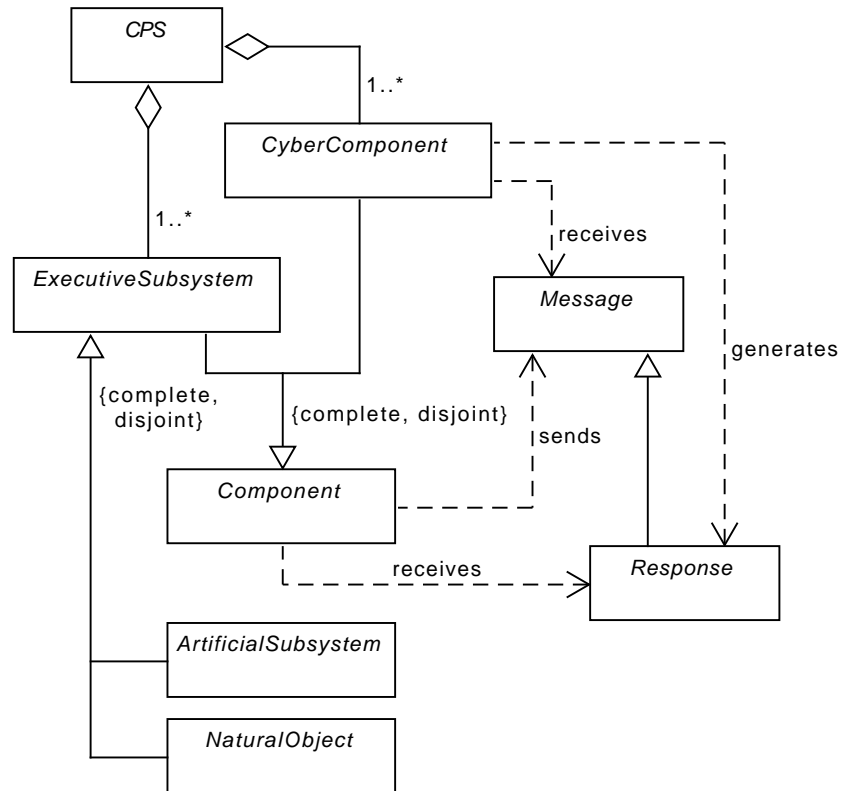 CPS
1..*
CyberComponent
1..*
receives
ExecutiveSubsystem
Message
generates
{complete,
disjoint}
{complete, disjoint}
sends
Component
receives
Response
ArtificialSubsystem
NaturalObject